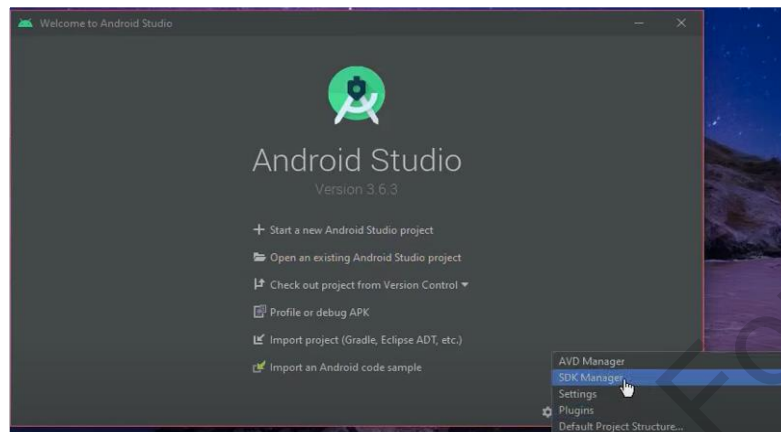 Welcome to Android Studio
Android Studio
Version 3.6.3
Start a new Android Studio project
Open an existing Android Studio project
Check out project from Version Control
Profile or debug APK
Import project (Gradle, Eclipse ADT, etc.)
Import an Android code sample
AVD Manager
SDK Manager
Settings
Plugins
Default Project Structure...